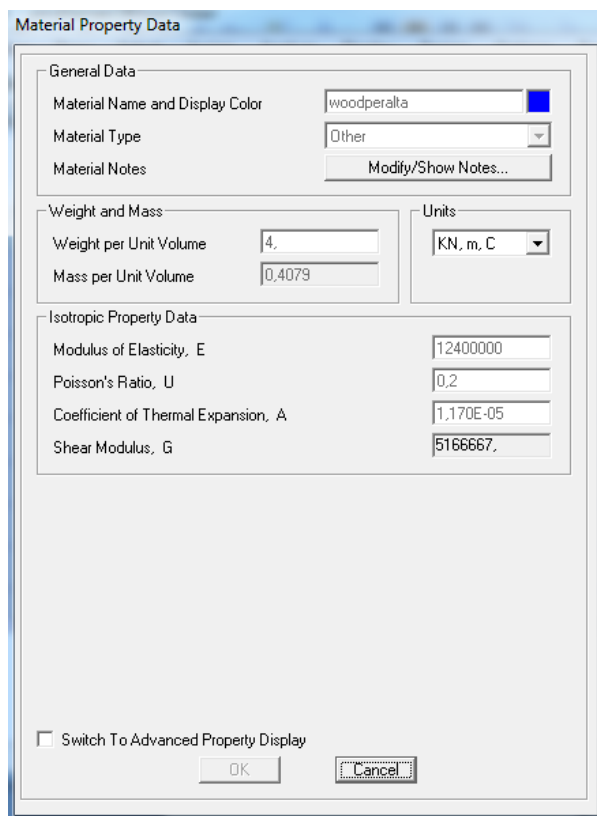 Material Property Data
General Data
Material Name and Display Color woodperalta
Material Type Other
Material Notes Modify/Show Notes...
Weight and Mass Units
Weight per Unit Volume 4, KN, m, C
Mass per Unit Volume 0,4079
Isotropic Property Data
Modulus of Elasticity, E 12400000
Poisson's Ratio, U 0,2
Coefficient of Thermal Expansion, A 1,170E-05
Shear Modulus, G 5166667,
Switch To Advanced Property Display
OK Cancel